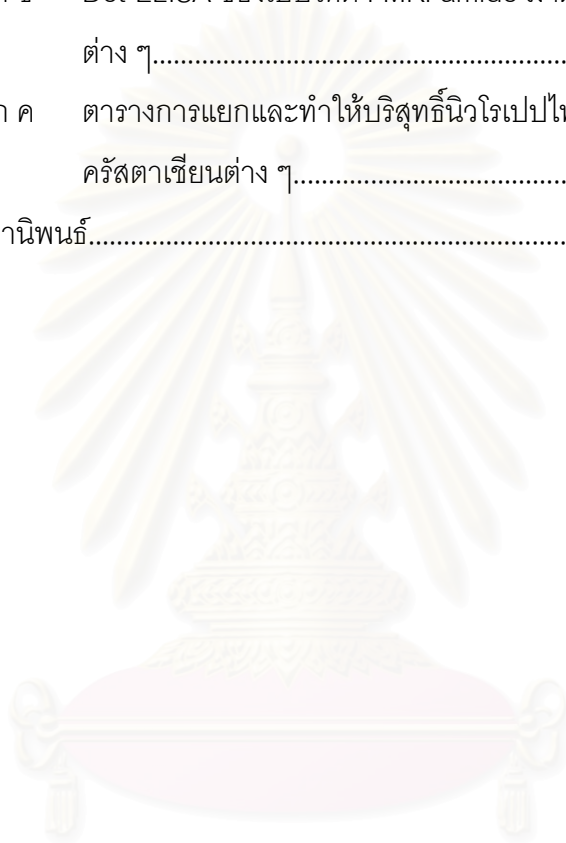 ต่าง ๆ............................................................
ค ตารางการแยกและทำให้บริสุทธิ์นิวโรเปปไ
ครัสตาเชียนต่าง ๆ............................................
านิพนธ์............................................................